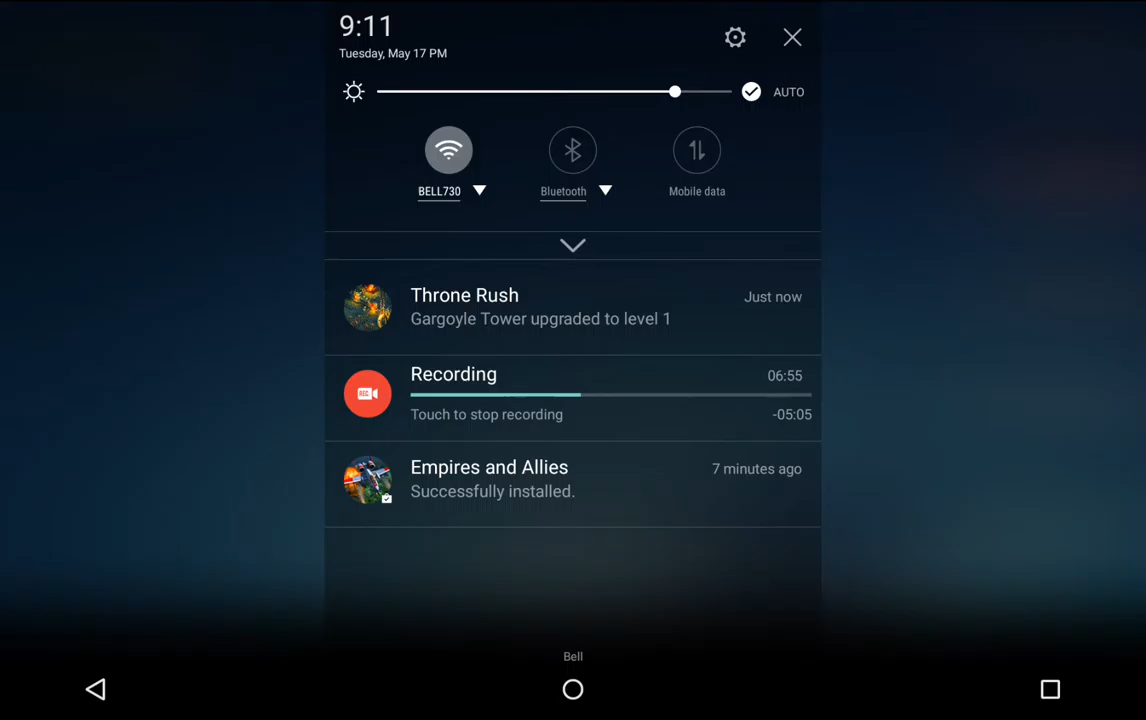 9:11
Tuesday, May 17 PM
AUTO
BELL730
Bluetooth
Mobile data
Throne Rush
Just now
Gargoyle Tower upgraded to level 1
REC
Recording
06:55
Touch to stop recording
-05:05
Empires and Allies
7 minutes ago
Successfully installed.
Bell